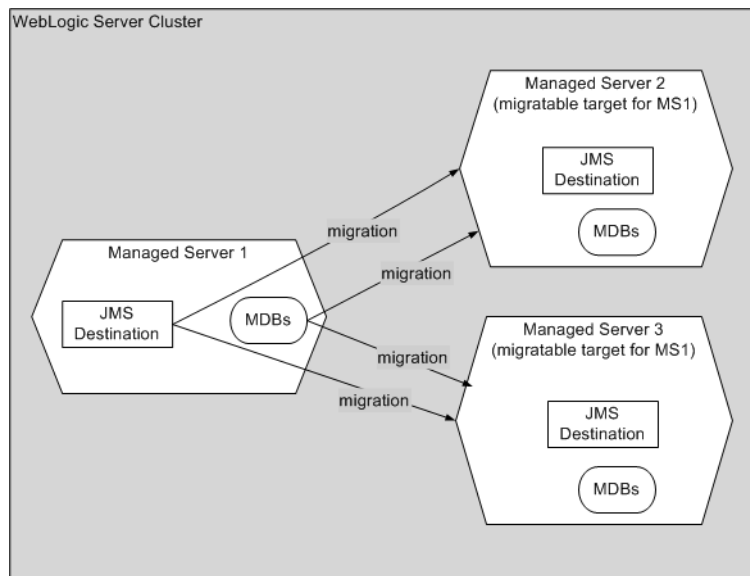 WebLogic Server Cluster
Managed Server 1
JMS
Destination
MDBs
migration
migration
migration
migration
Managed Server 2
(migratable target for MS1)
JMS
Destination
MDBs
Managed Server 3
(migratable target for MS1)
JMS
Destination
MDBs